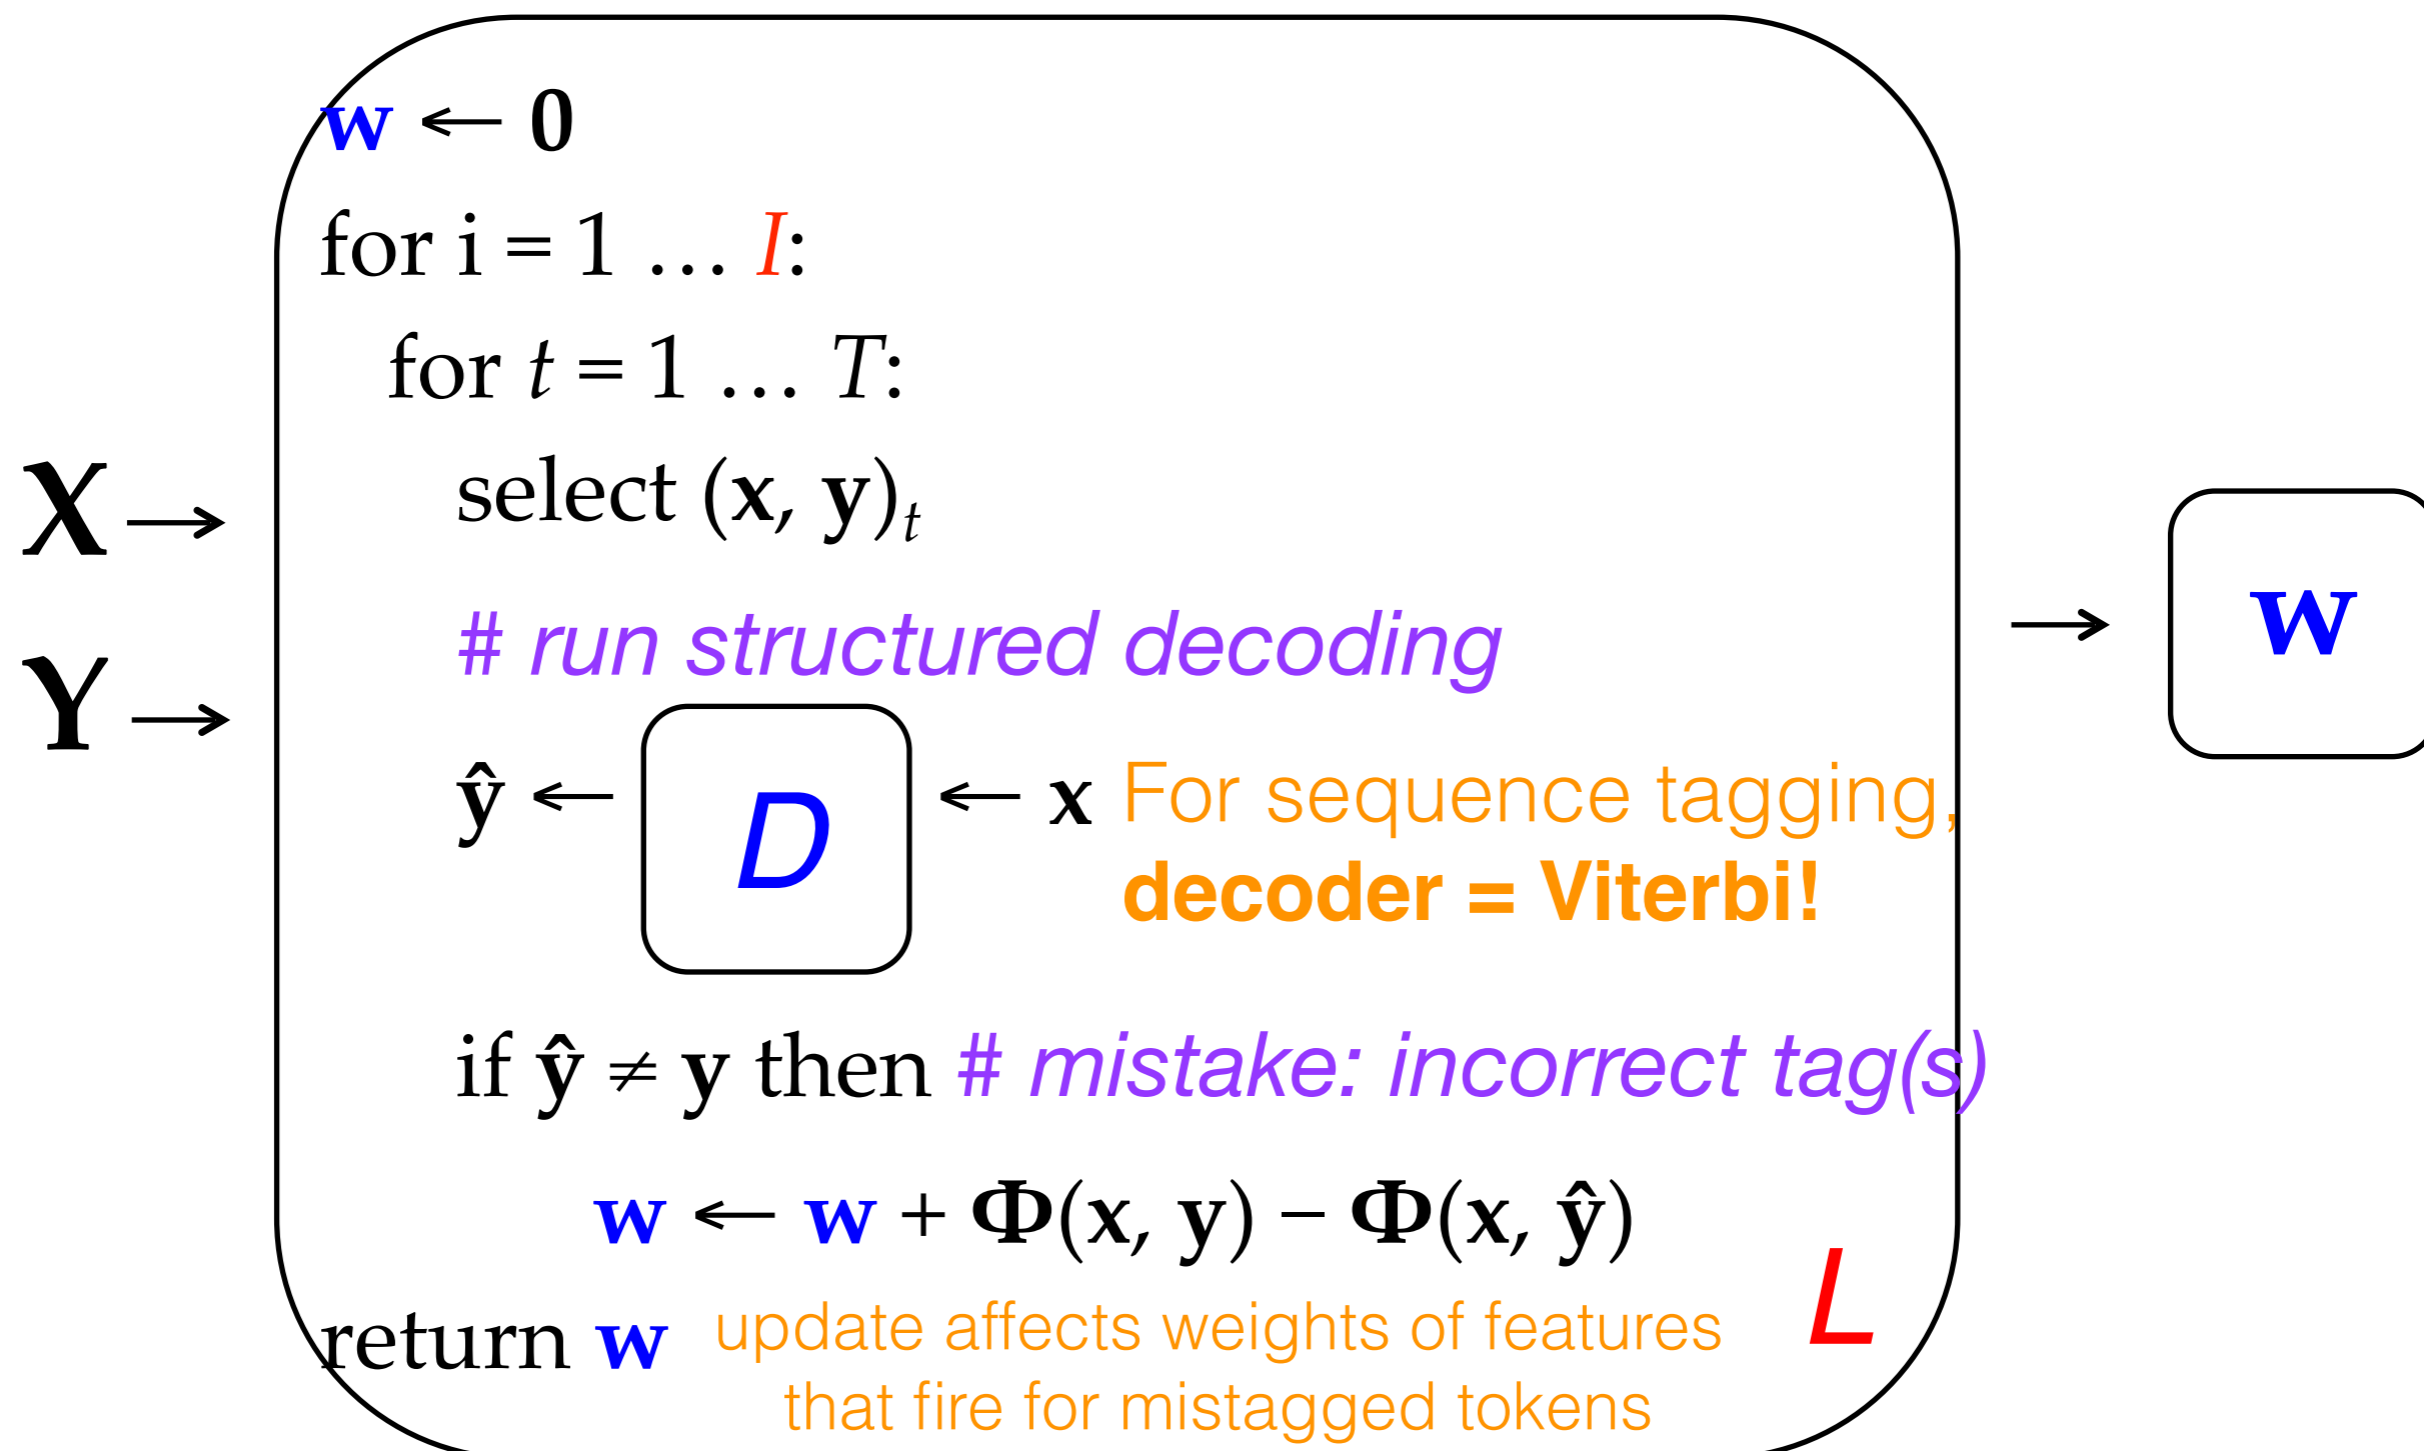 w ← 0
for i = 1 … I:
for t = 1 … T:
select (x, y)t
X →
# run structured decoding
→ w
Y →
ŷ ← D ← x For sequence tagging,
decoder = Viterbi!
if ŷ ≠ y then # mistake: incorrect tag(s)
w ← w + Φ(x, y) − Φ(x, ŷ)
L
return w update affects weights of features
that fire for mistagged tokens